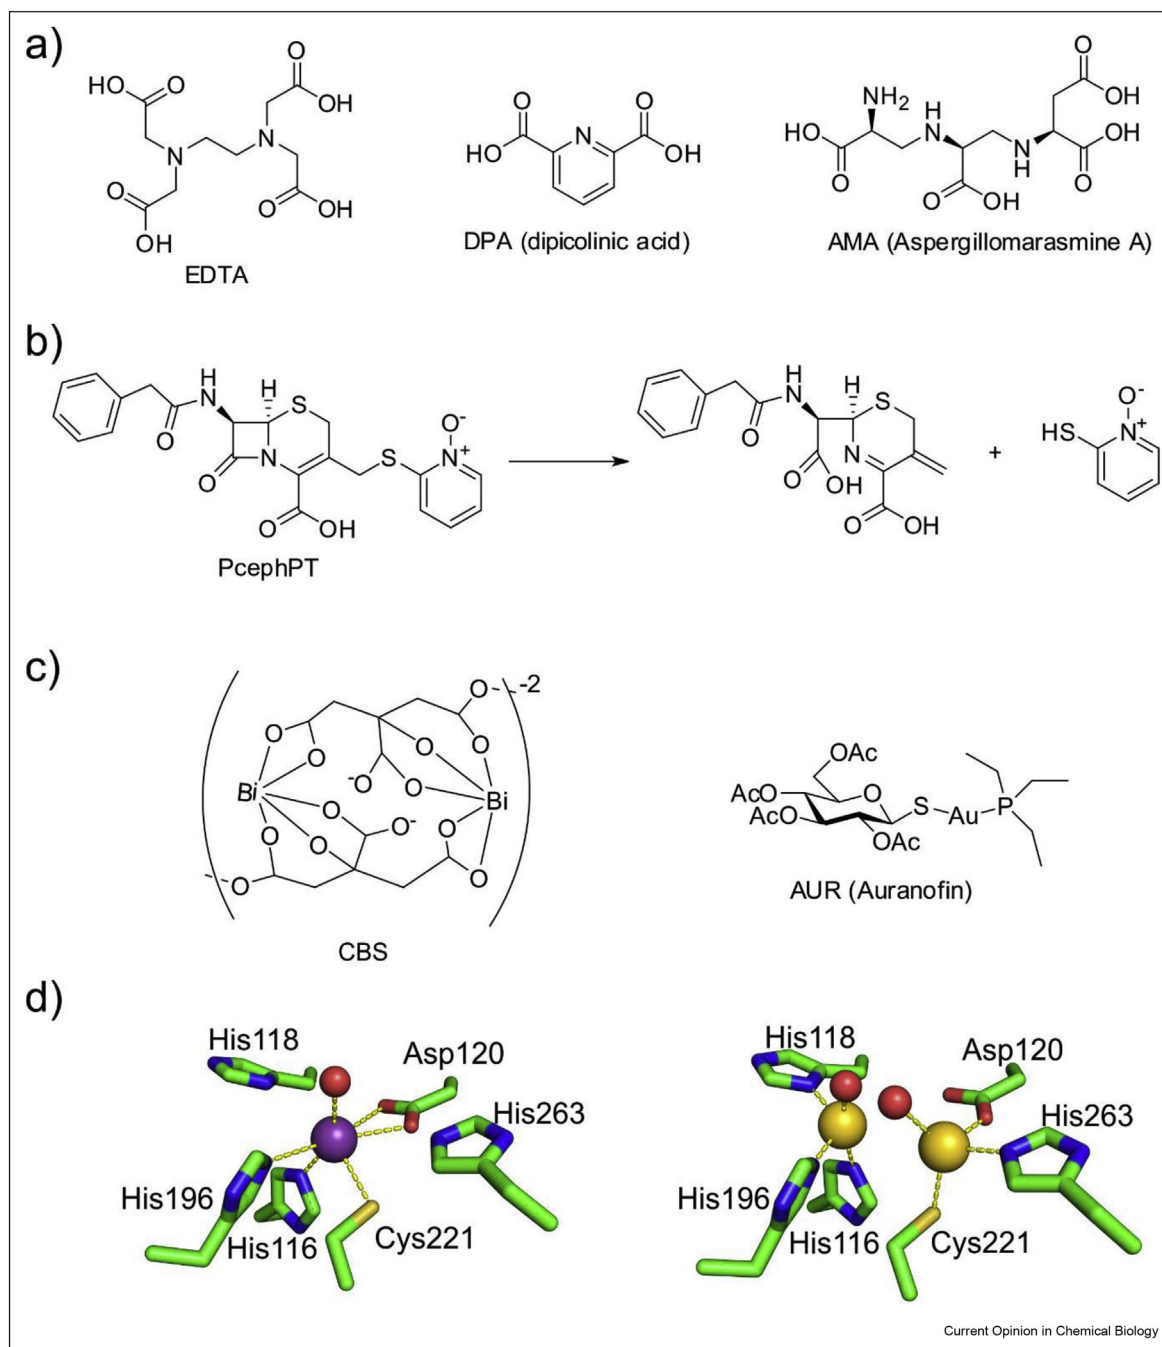 a)
HO O O OH N N O OH O OH
EDTA
O O HO N OH
DPA (dipicolinic acid)
O OH NH2 H HO N N H OH O O OH O
AMA (Aspergillomarasmine A)
b)
H N H S O O N O OH S O- N+
PcephPT
H N H S O N O OH O OH
+
O- HS N+
c)
O -2
O O O O -O O
Bi Bi
O O O- O O O O O
CBS
OAc
AcO O
AcO S Au P
OAc
AUR (Auranofin)
d)
His118
Asp120
His263
His196
His116
Cys221
His118
Asp120
His263
His196
His116
Cys221
Current Opinion in Chemical Biology